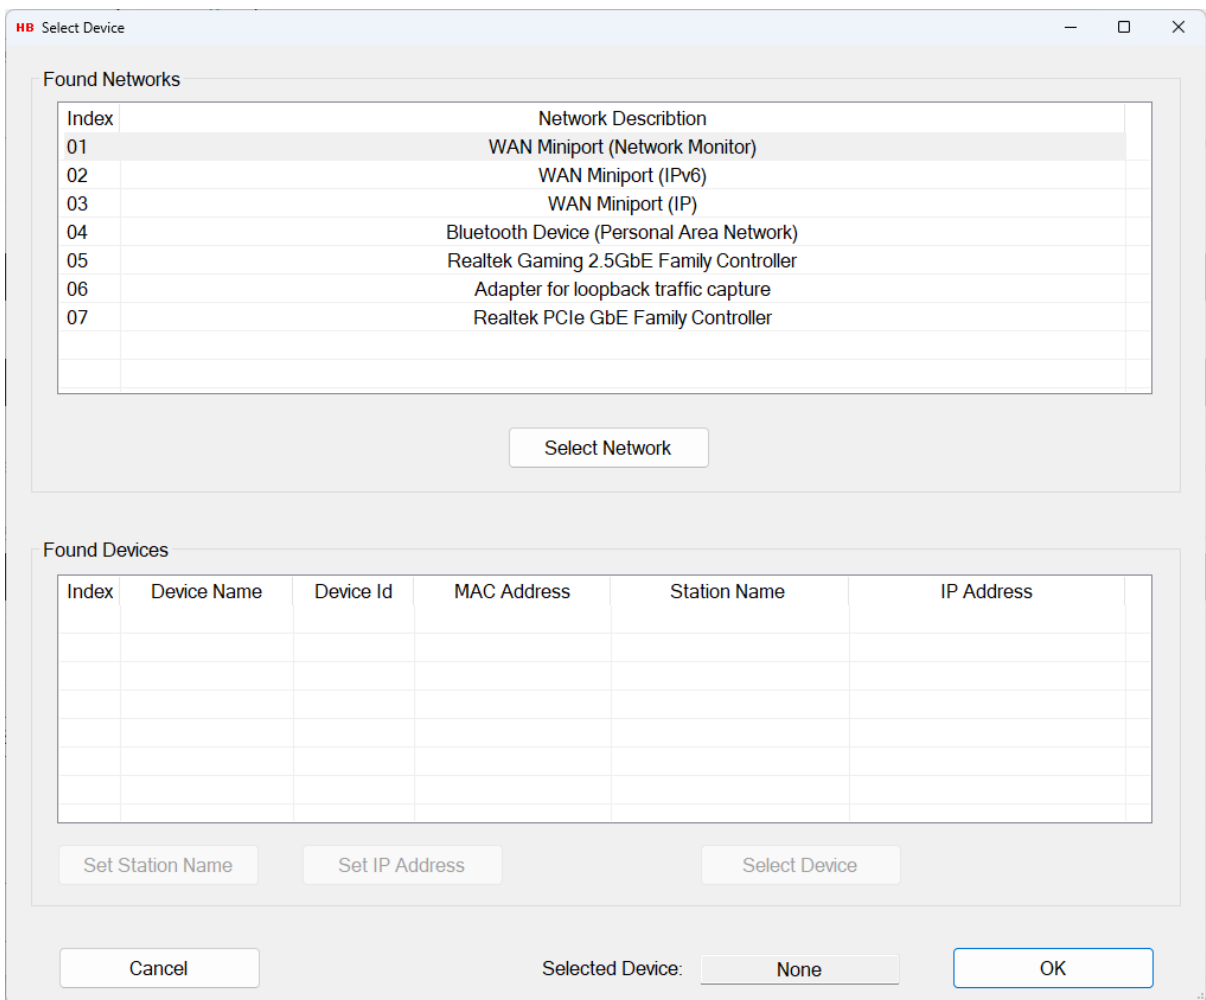 HB Select Device
Found Networks
Index Network Describtion
01 WAN Miniport (Network Monitor)
02 WAN Miniport (IPv6)
03 WAN Miniport (IP)
04 Bluetooth Device (Personal Area Network)
05 Realtek Gaming 2.5GbE Family Controller
06 Adapter for loopback traffic capture
07 Realtek PCIe GbE Family Controller
Select Network
Found Devices
Index Device Name Device Id MAC Address Station Name IP Address
Set Station Name Set IP Address Select Device
Cancel Selected Device: None OK